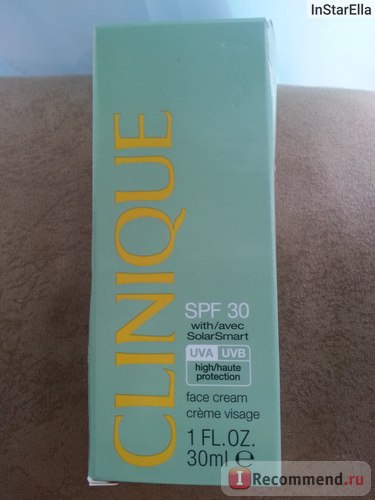 InStarElla
CLINIQUE
SPF 30
with/avec
SolarSmart
UVA UVB
high/haute
protection
face cream
crème visage
1 FL.OZ.
30ml e
I Recommend.ru